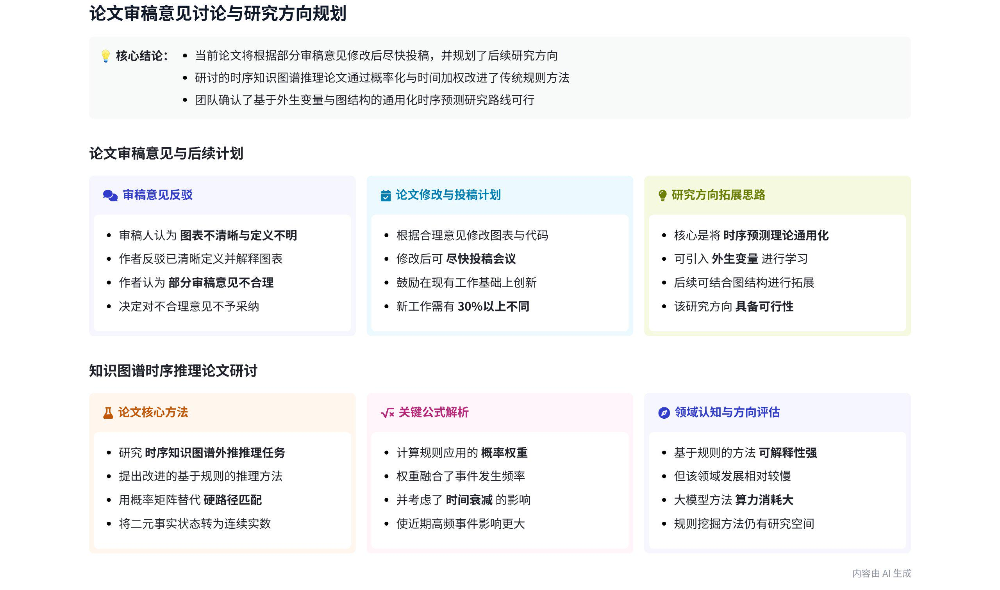 论文审稿意见讨论与研究方向规划
💡 核心结论：
当前论文将根据部分审稿意见修改后尽快投稿，并规划了后续研究方向
研讨的时序知识图谱推理论文通过概率化与时间加权改进了传统规则方法
团队确认了基于外生变量与图结构的通用化时序预测研究路线可行
论文审稿意见与后续计划
审稿意见反驳
审稿人认为 图表不清晰与定义不明
作者反驳已清晰定义并解释图表
作者认为 部分审稿意见不合理
决定对不合理意见不予采纳
论文修改与投稿计划
根据合理意见修改图表与代码
修改后可 尽快投稿会议
鼓励在现有工作基础上创新
新工作需有 30%以上不同
研究方向拓展思路
核心是将 时序预测理论通用化
可引入 外生变量 进行学习
后续可结合图结构进行拓展
该研究方向 具备可行性
知识图谱时序推理论文研讨
论文核心方法
研究 时序知识图谱外推推理任务
提出改进的基于规则的推理方法
用概率矩阵替代 硬路径匹配
将二元事实状态转为连续实数
关键公式解析
计算规则应用的 概率权重
权重融合了事件发生频率
并考虑了 时间衰减 的影响
使近期高频事件影响更大
领域认知与方向评估
基于规则的方法 可解释性强
但该领域发展相对较慢
大模型方法 算力消耗大
规则挖掘方法仍有研究空间
内容由 AI 生成